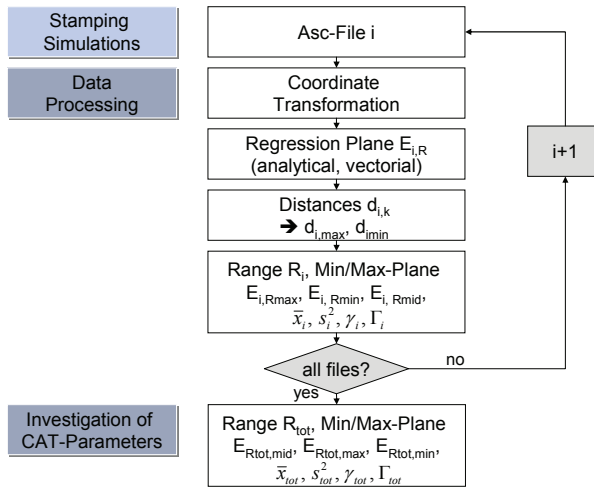 Stamping
Simulations
Asc-File i
Data
Processing
Coordinate
Transformation
Regression Plane E_{i,R}
(analytical, vectorial)
i+1
Distances d_{i,k}
➔ d_{i,max}, d_{imin}
Range R_i, Min/Max-Plane
E_{i,Rmax}, E_{i, Rmin}, E_{i, Rmid},
x̄_i, s_i^2, γ_i, Γ_i
all files?
no
yes
Investigation of
CAT-Parameters
Range R_{tot}, Min/Max-Plane
E_{Rtot,mid}, E_{Rtot,max}, E_{Rtot,min},
x̄_{tot}, s_{tot}^2, γ_{tot}, Γ_{tot}